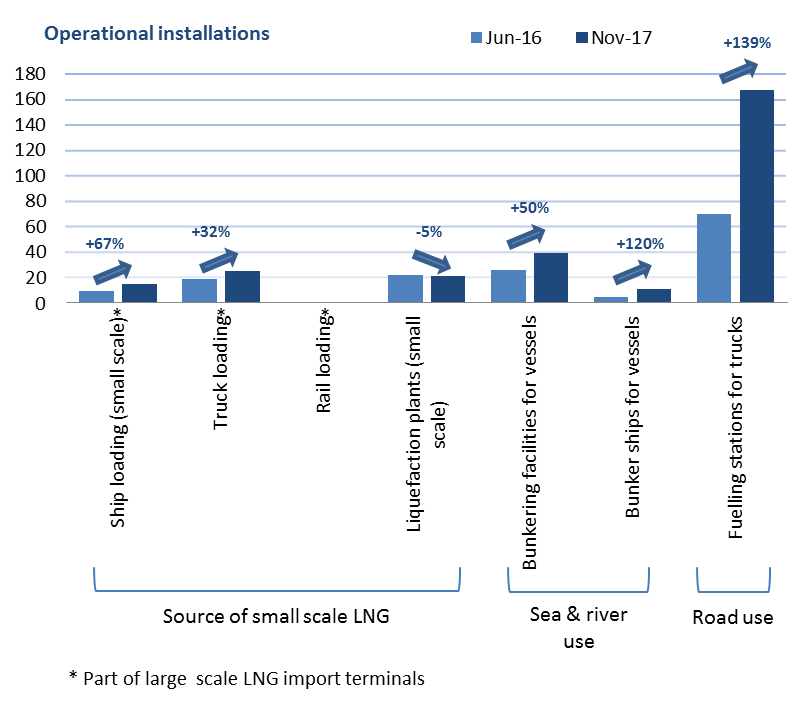 Operational installations
Jun-16
Nov-17
180
160
140
120
100
80
60
40
20
0
+67%
+32%
-5%
+50%
+120%
+139%
Ship loading (small scale)*
Truck loading*
Rail loading*
Liquefaction plants (small
scale)
Bunkering facilities for vessels
Bunker ships for vessels
Fuelling stations for trucks
Source of small scale LNG
Sea & river
use
Road use
* Part of large scale LNG import terminals